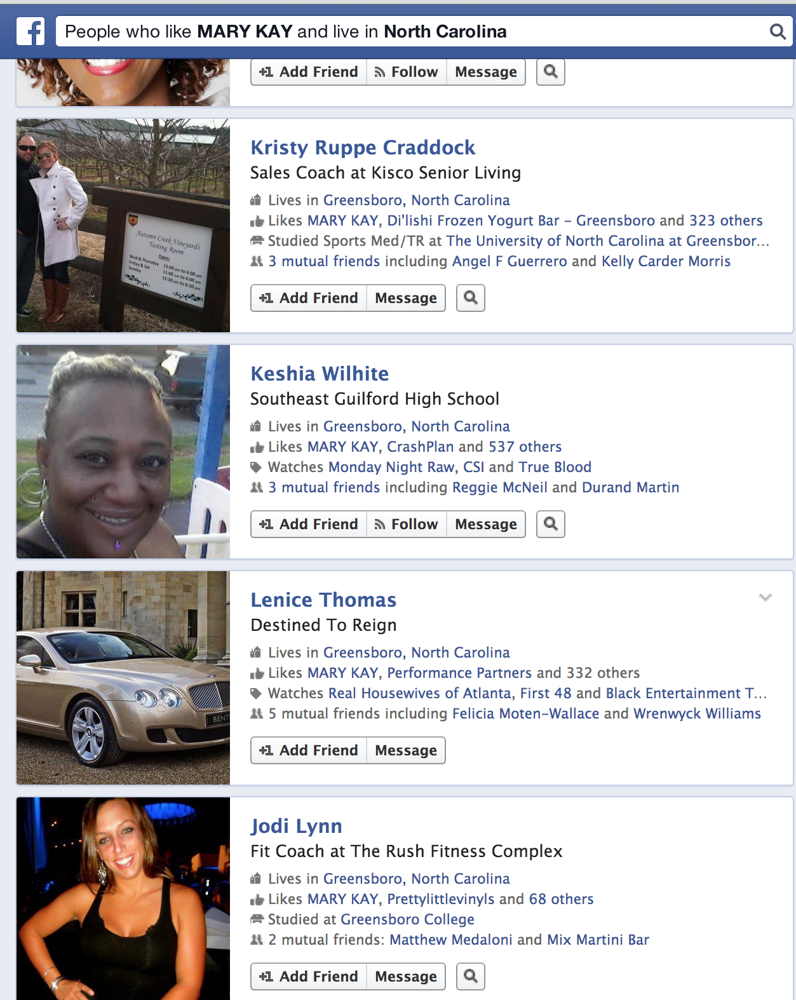 People who like MARY KAY and live in North Carolina
+1 Add Friend Follow Message
Kristy Ruppe Craddock
Sales Coach at Kisco Senior Living
Lives in Greensboro, North Carolina
Likes MARY KAY, Di'lishi Frozen Yogurt Bar - Greensboro and 323 others
Studied Sports Med/TR at The University of North Carolina at Greensbor...
3 mutual friends including Angel F Guerrero and Kelly Carder Morris
+1 Add Friend Message
Autumn Creek Vineyards
Tasting Room
Open:
Wed & Thursday 12:00 pm to 6:00 pm
Friday & Sat 11:00 am to 6:00 pm
Sunday 12:30 pm to 6:30 pm
Keshia Wilhite
Southeast Guilford High School
Lives in Greensboro, North Carolina
Likes MARY KAY, CrashPlan and 537 others
Watches Monday Night Raw, CSI and True Blood
3 mutual friends including Reggie McNeil and Durand Martin
+1 Add Friend Follow Message
Lenice Thomas
Destined To Reign
Lives in Greensboro, North Carolina
Likes MARY KAY, Performance Partners and 332 others
Watches Real Housewives of Atlanta, First 48 and Black Entertainment T...
5 mutual friends including Felicia Moten-Wallace and Wrenwyck Williams
+1 Add Friend Message
BENT
Jodi Lynn
Fit Coach at The Rush Fitness Complex
Lives in Greensboro, North Carolina
Likes MARY KAY, Prettylittlevinyls and 68 others
Studied at Greensboro College
2 mutual friends: Matthew Medaloni and Mix Martini Bar
+1 Add Friend Message